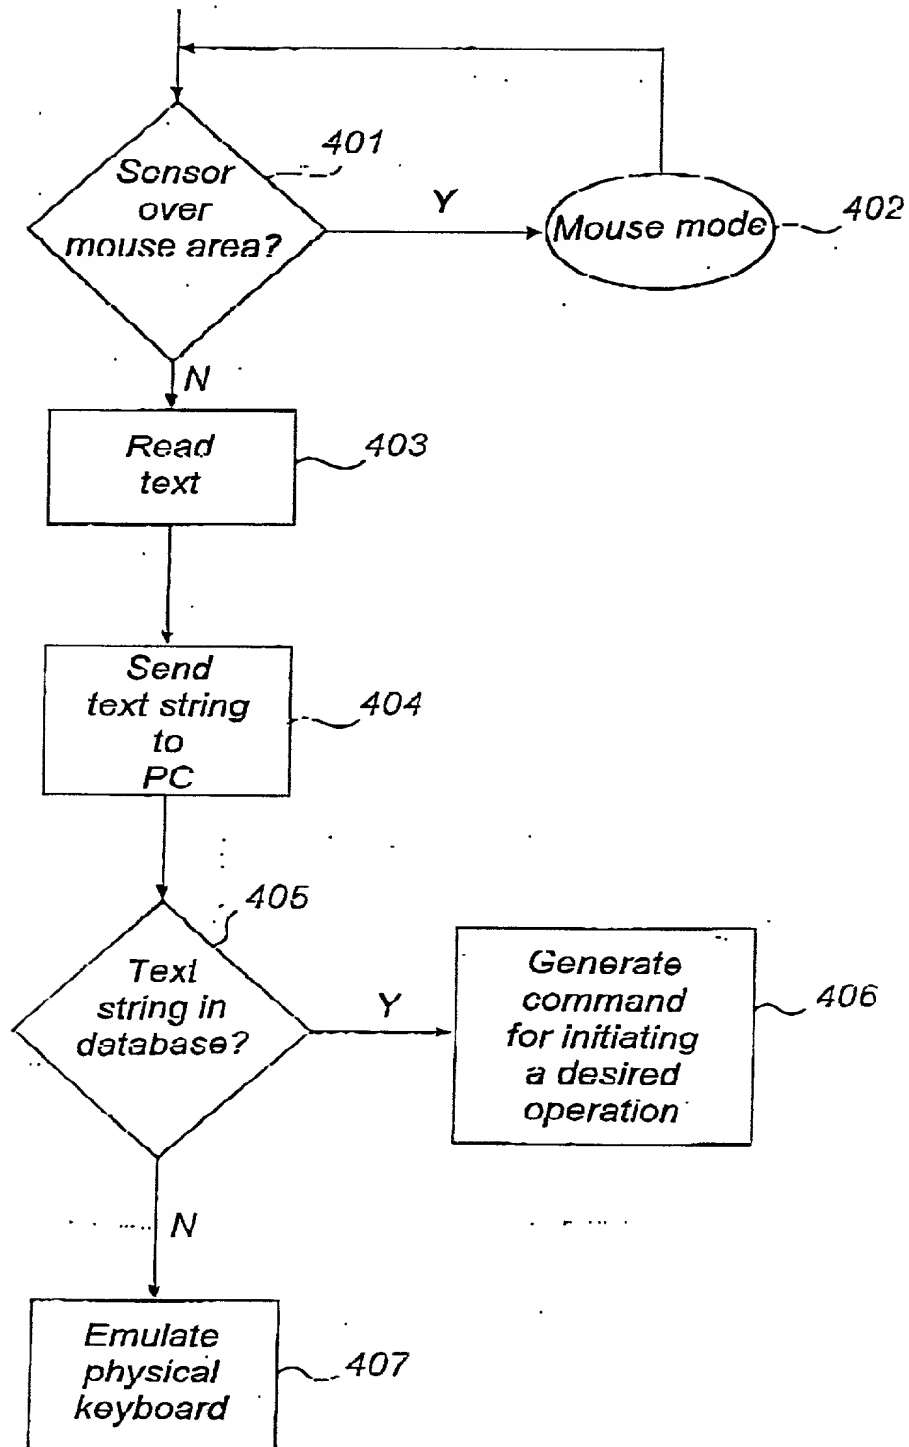 401
Sensor
over
mouse area?
Y
Mouse mode
402
N
Read
text
403
Send
text string
to
PC
404
405
Text
string in
database?
Y
Generate
command
for initiating
a desired
operation
406
N
Emulate
physical
keyboard
407